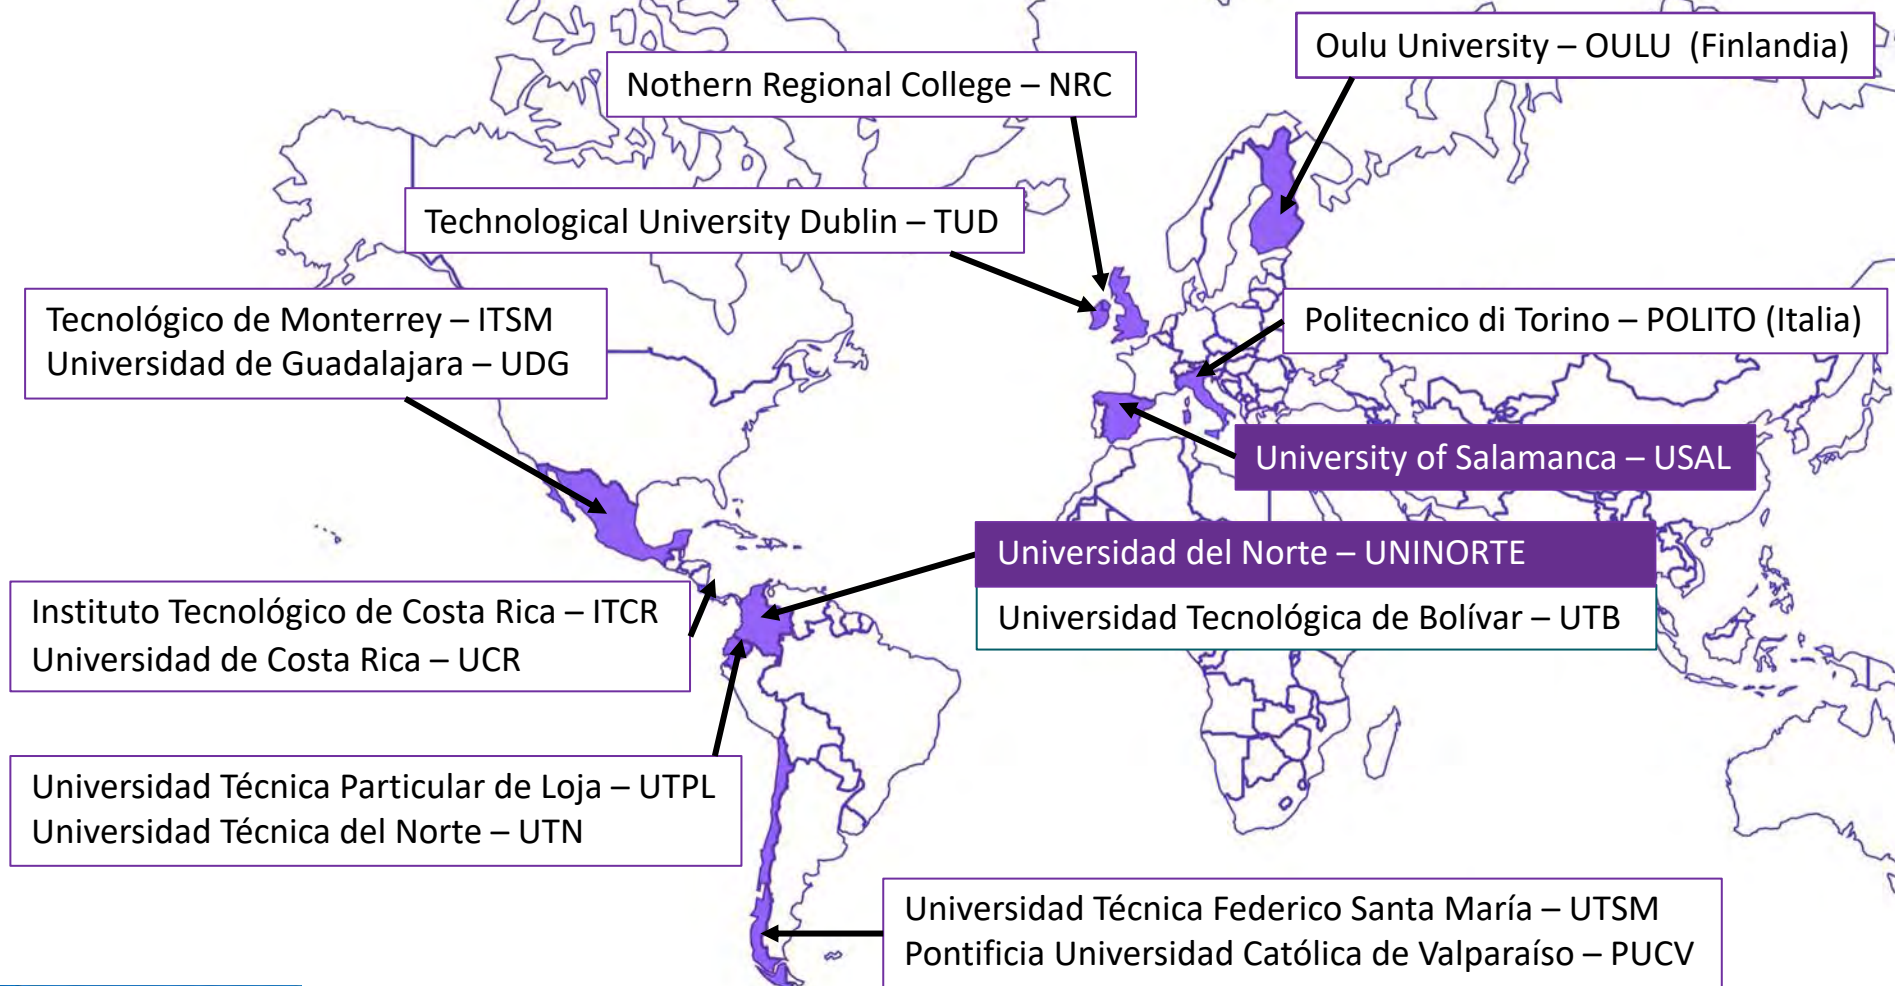 Oulu University – OULU (Finlandia)
Nothern Regional College – NRC
Technological University Dublin – TUD
Tecnológico de Monterrey – ITSM
Universidad de Guadalajara – UDG
Politecnico di Torino – POLITO (Italia)
University of Salamanca – USAL
Universidad del Norte – UNINORTE
Universidad Tecnológica de Bolívar – UTB
Instituto Tecnológico de Costa Rica – ITCR
Universidad de Costa Rica – UCR
Universidad Técnica Particular de Loja – UTPL
Universidad Técnica del Norte – UTN
Universidad Técnica Federico Santa María – UTSM
Pontificia Universidad Católica de Valparaíso – PUCV